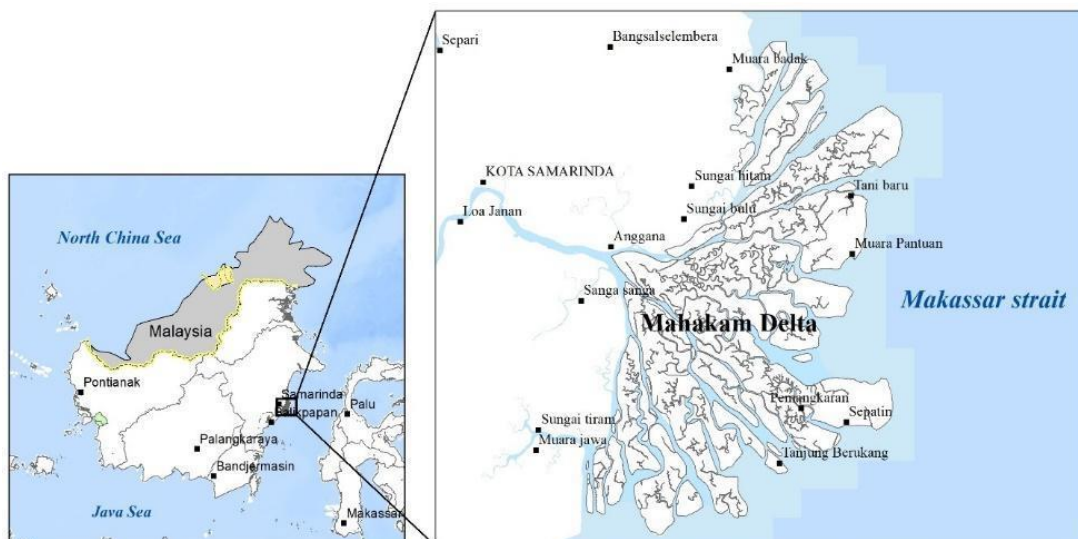 North China Sea
Malaysia
Pontianak
Samarinda
Balikpapan
Palu
Palangkaraya
Bandjermasin
Java Sea
Makassar
Separi
Bangsalselembera
Muara badak
KOTA SAMARINDA
Sungai hitam
Tani baru
Loa Janan
Sungai bulu
Anggana
Muara Pantuan
Sanga sanga
Makassar strait
Mahakam Delta
Pemangkaran
Sepatin
Sungai tiram
Muara jawa
Tanjung Berukang